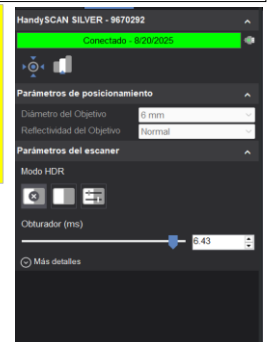 HandySCAN SILVER - 9670292
Conectado - 8/20/2025
Parámetros de posicionamiento
Diámetro del Objetivo 6 mm
Reflectividad del Objetivo Normal
Parámetros del escaner
Modo HDR
Obturador (ms)
6.43
Más detalles